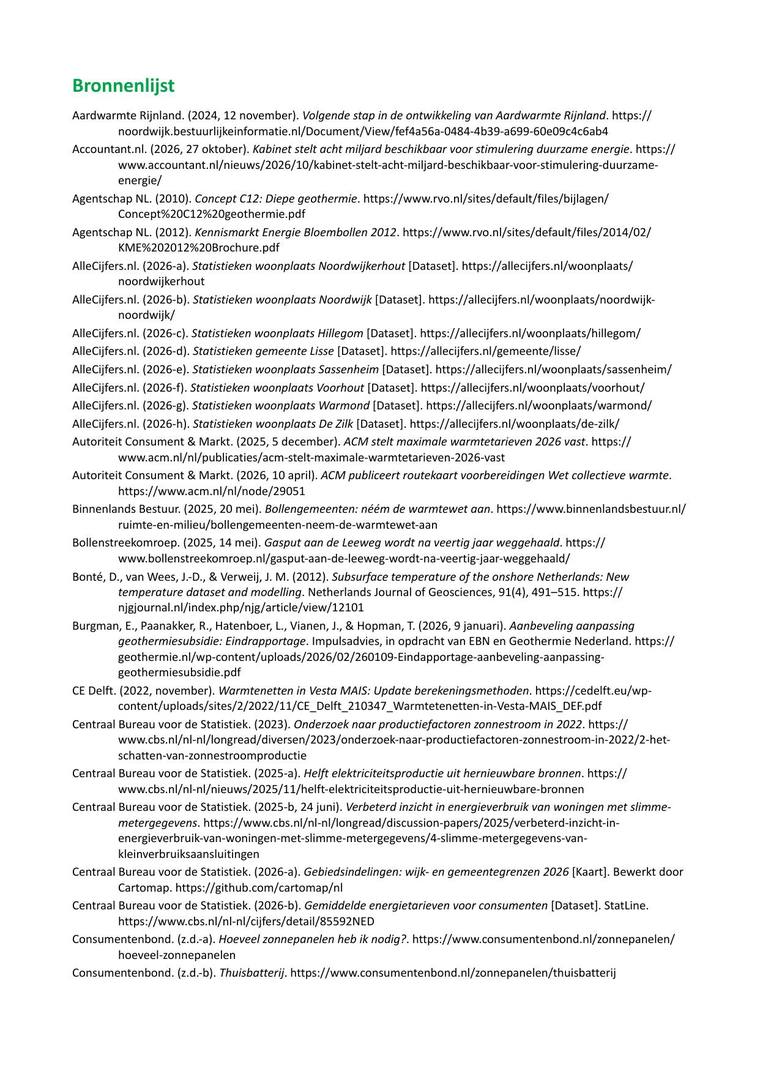 Bronnenlijst
Aardwarmte Rijnland. (2024, 12 november). Volgende stap in de ontwikkeling van Aardwarmte Rijnland. https://
noordwijk.bestuurlijkeinformatie.nl/Document/View/fef4a56a-0484-4b39-a699-60e09c4c6ab4
Accountant.nl. (2026, 27 oktober). Kabinet stelt acht miljard beschikbaar voor stimulering duurzame energie. https://
www.accountant.nl/nieuws/2026/10/kabinet-stelt-acht-miljard-beschikbaar-voor-stimulering-duurzame-
energie/
Agentschap NL. (2010). Concept C12: Diepe geothermie. https://www.rvo.nl/sites/default/files/bijlagen/
Concept%20C12%20geothermie.pdf
Agentschap NL. (2012). Kennismarkt Energie Bloembollen 2012. https://www.rvo.nl/sites/default/files/2014/02/
KME%202012%20Brochure.pdf
AlleCijfers.nl. (2026-a). Statistieken woonplaats Noordwijkerhout [Dataset]. https://allecijfers.nl/woonplaats/
noordwijkerhout
AlleCijfers.nl. (2026-b). Statistieken woonplaats Noordwijk [Dataset]. https://allecijfers.nl/woonplaats/noordwijk-
noordwijk/
AlleCijfers.nl. (2026-c). Statistieken woonplaats Hillegom [Dataset]. https://allecijfers.nl/woonplaats/hillegom/
AlleCijfers.nl. (2026-d). Statistieken gemeente Lisse [Dataset]. https://allecijfers.nl/gemeente/lisse/
AlleCijfers.nl. (2026-e). Statistieken woonplaats Sassenheim [Dataset]. https://allecijfers.nl/woonplaats/sassenheim/
AlleCijfers.nl. (2026-f). Statistieken woonplaats Voorhout [Dataset]. https://allecijfers.nl/woonplaats/voorhout/
AlleCijfers.nl. (2026-g). Statistieken woonplaats Warmond [Dataset]. https://allecijfers.nl/woonplaats/warmond/
AlleCijfers.nl. (2026-h). Statistieken woonplaats De Zilk [Dataset]. https://allecijfers.nl/woonplaats/de-zilk/
Autoriteit Consument & Markt. (2025, 5 december). ACM stelt maximale warmtetarieven 2026 vast. https://
www.acm.nl/nl/publicaties/acm-stelt-maximale-warmtetarieven-2026-vast
Autoriteit Consument & Markt. (2026, 10 april). ACM publiceert routekaart voorbereidingen Wet collectieve warmte.
https://www.acm.nl/nl/node/29051
Binnenlands Bestuur. (2025, 20 mei). Bollengemeenten: néém de warmtewet aan. https://www.binnenlandsbestuur.nl/
ruimte-en-milieu/bollengemeenten-neem-de-warmtewet-aan
Bollenstreekomroep. (2025, 14 mei). Gasput aan de Leeweg wordt na veertig jaar weggehaald. https://
www.bollenstreekomroep.nl/gasput-aan-de-leeweg-wordt-na-veertig-jaar-weggehaald/
Bonté, D., van Wees, J.-D., & Verweij, J. M. (2012). Subsurface temperature of the onshore Netherlands: New
temperature dataset and modelling. Netherlands Journal of Geosciences, 91(4), 491–515. https://
njgjournal.nl/index.php/njg/article/view/12101
Burgman, E., Paanakker, R., Hatenboer, L., Vianen, J., & Hopman, T. (2026, 9 januari). Aanbeveling aanpassing
geothermiesubsidie: Eindrapportage. Impulsadvies, in opdracht van EBN en Geothermie Nederland. https://
geothermie.nl/wp-content/uploads/2026/02/260109-Eindapportage-aanbeveling-aanpassing-
geothermiesubsidie.pdf
CE Delft. (2022, november). Warmtenetten in Vesta MAIS: Update berekeningsmethoden. https://cedelft.eu/wp-
content/uploads/sites/2/2022/11/CE_Delft_210347_Warmtetenetten-in-Vesta-MAIS_DEF.pdf
Centraal Bureau voor de Statistiek. (2023). Onderzoek naar productiefactoren zonnestroom in 2022. https://
www.cbs.nl/nl-nl/longread/diversen/2023/onderzoek-naar-productiefactoren-zonnestroom-in-2022/2-het-
schatten-van-zonnestroomproductie
Centraal Bureau voor de Statistiek. (2025-a). Helft elektriciteitsproductie uit hernieuwbare bronnen. https://
www.cbs.nl/nl-nl/nieuws/2025/11/helft-elektriciteitsproductie-uit-hernieuwbare-bronnen
Centraal Bureau voor de Statistiek. (2025-b, 24 juni). Verbeterd inzicht in energieverbruik van woningen met slimme-
metergegevens. https://www.cbs.nl/nl-nl/longread/discussion-papers/2025/verbeterd-inzicht-in-
energieverbruik-van-woningen-met-slimme-metergegevens/4-slimme-metergegevens-van-
kleinverbruiksaansluitingen
Centraal Bureau voor de Statistiek. (2026-a). Gebiedsindelingen: wijk- en gemeentegrenzen 2026 [Kaart]. Bewerkt door
Cartomap. https://github.com/cartomap/nl
Centraal Bureau voor de Statistiek. (2026-b). Gemiddelde energietarieven voor consumenten [Dataset]. StatLine.
https://www.cbs.nl/nl-nl/cijfers/detail/85592NED
Consumentenbond. (z.d.-a). Hoeveel zonnepanelen heb ik nodig?. https://www.consumentenbond.nl/zonnepanelen/
hoeveel-zonnepanelen
Consumentenbond. (z.d.-b). Thuisbatterij. https://www.consumentenbond.nl/zonnepanelen/thuisbatterij